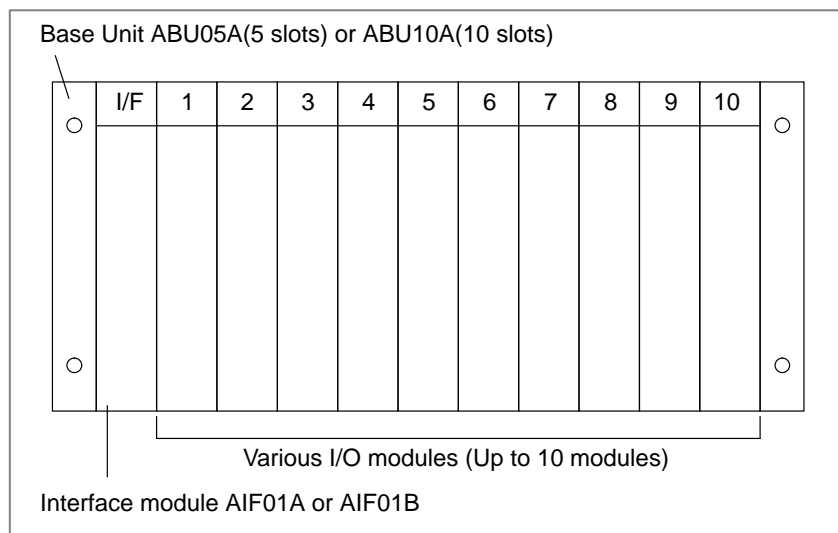 Base Unit ABU05A(5 slots) or ABU10A(10 slots)
I/F 1 2 3 4 5 6 7 8 9 10
Various I/O modules (Up to 10 modules)
Interface module AIF01A or AIF01B